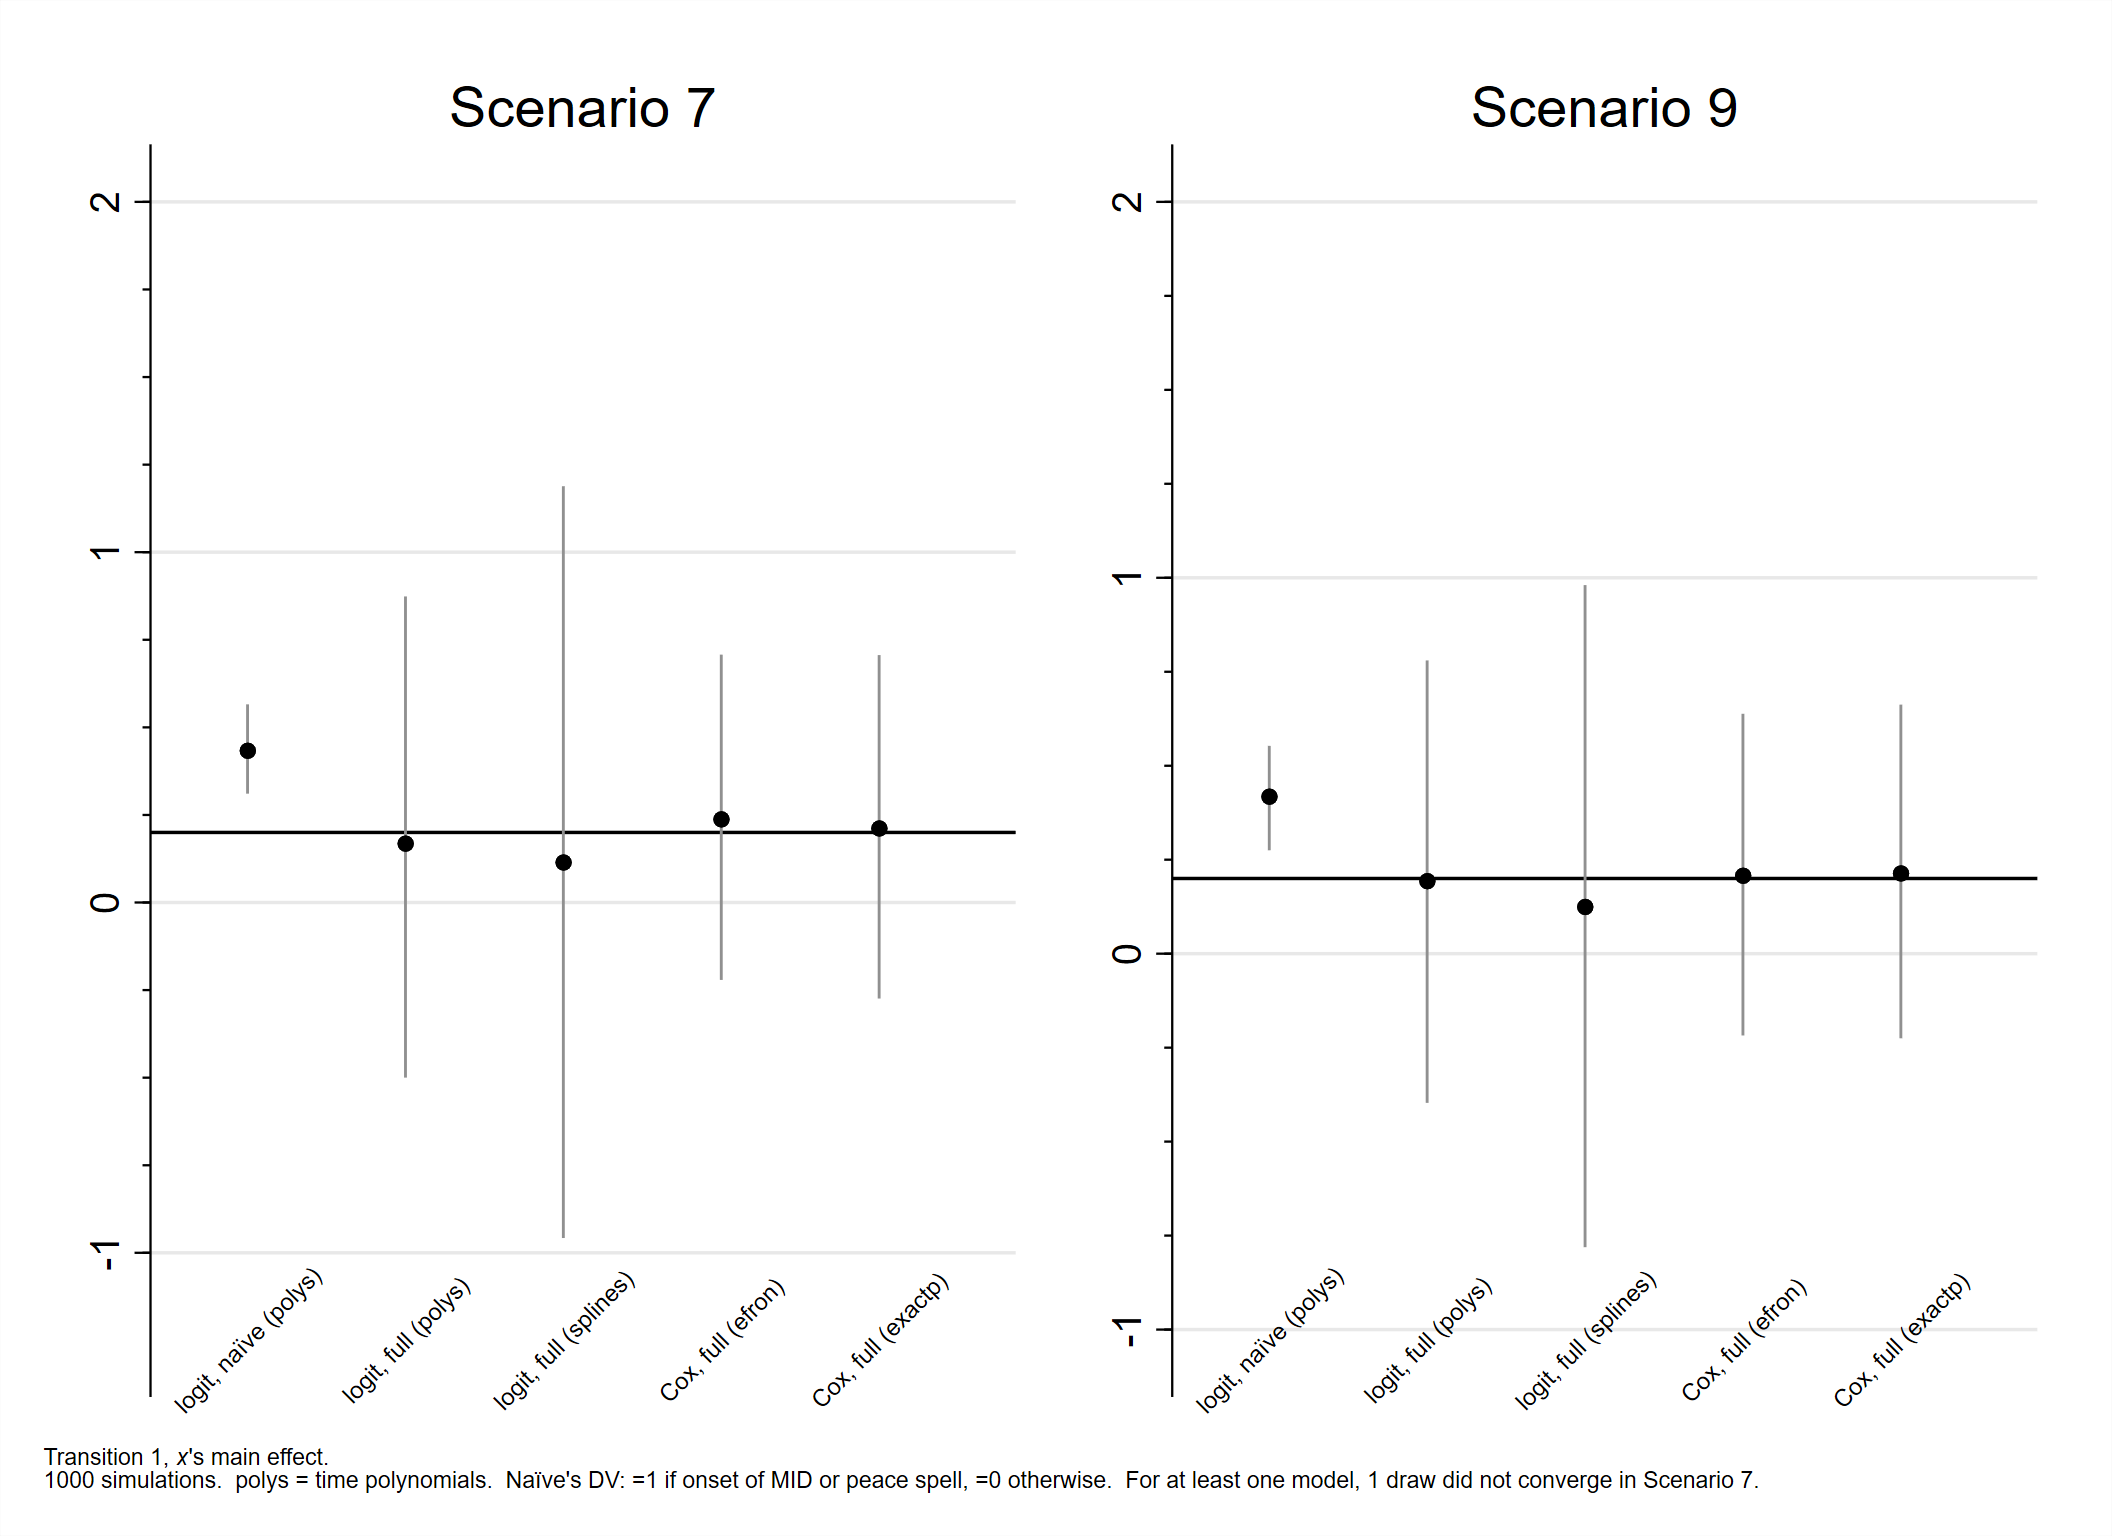 Scenario 7
2
1
0
-1
logit, naïve (polys)
logit, full (polys)
logit, full (splines)
Cox, full (efron)
Cox, full (exactp)
Scenario 9
2
1
0
-1
logit, naïve (polys)
logit, full (polys)
logit, full (splines)
Cox, full (efron)
Cox, full (exactp)
Transition 1, x's main effect.
1000 simulations.  polys = time polynomials.  Naïve's DV: =1 if onset of MID or peace spell, =0 otherwise.  For at least one model, 1 draw did not converge in Scenario 7.